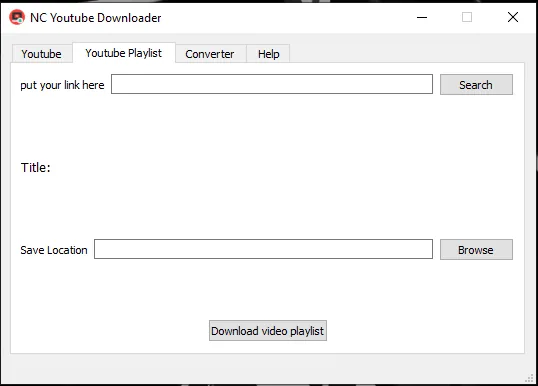 NC Youtube Downloader
Youtube Youtube Playlist Converter Help
put your link here Search
Title:
Save Location Browse
Download video playlist